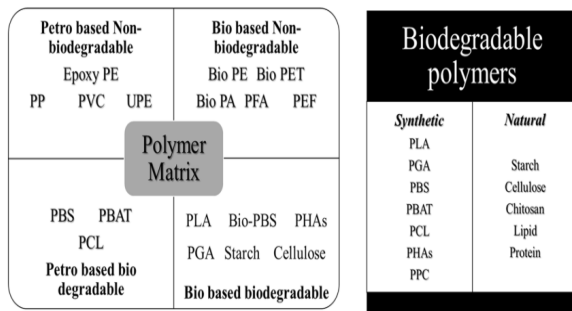 Petro based Non-
biodegradable
Epoxy PE
PP PVC UPE
Bio based Non-
biodegradable
Bio PE Bio PET
Bio PA PFA PEF
Polymer
Matrix
PBS PBAT
PCL
Petro based bio
degradable
PLA Bio-PBS PHAs
PGA Starch Cellulose
Bio based biodegradable
Biodegradable
polymers
Synthetic Natural
PLA
PGA Starch
PBS Cellulose
PBAT Chitosan
PCL Lipid
PHAs Protein
PPC